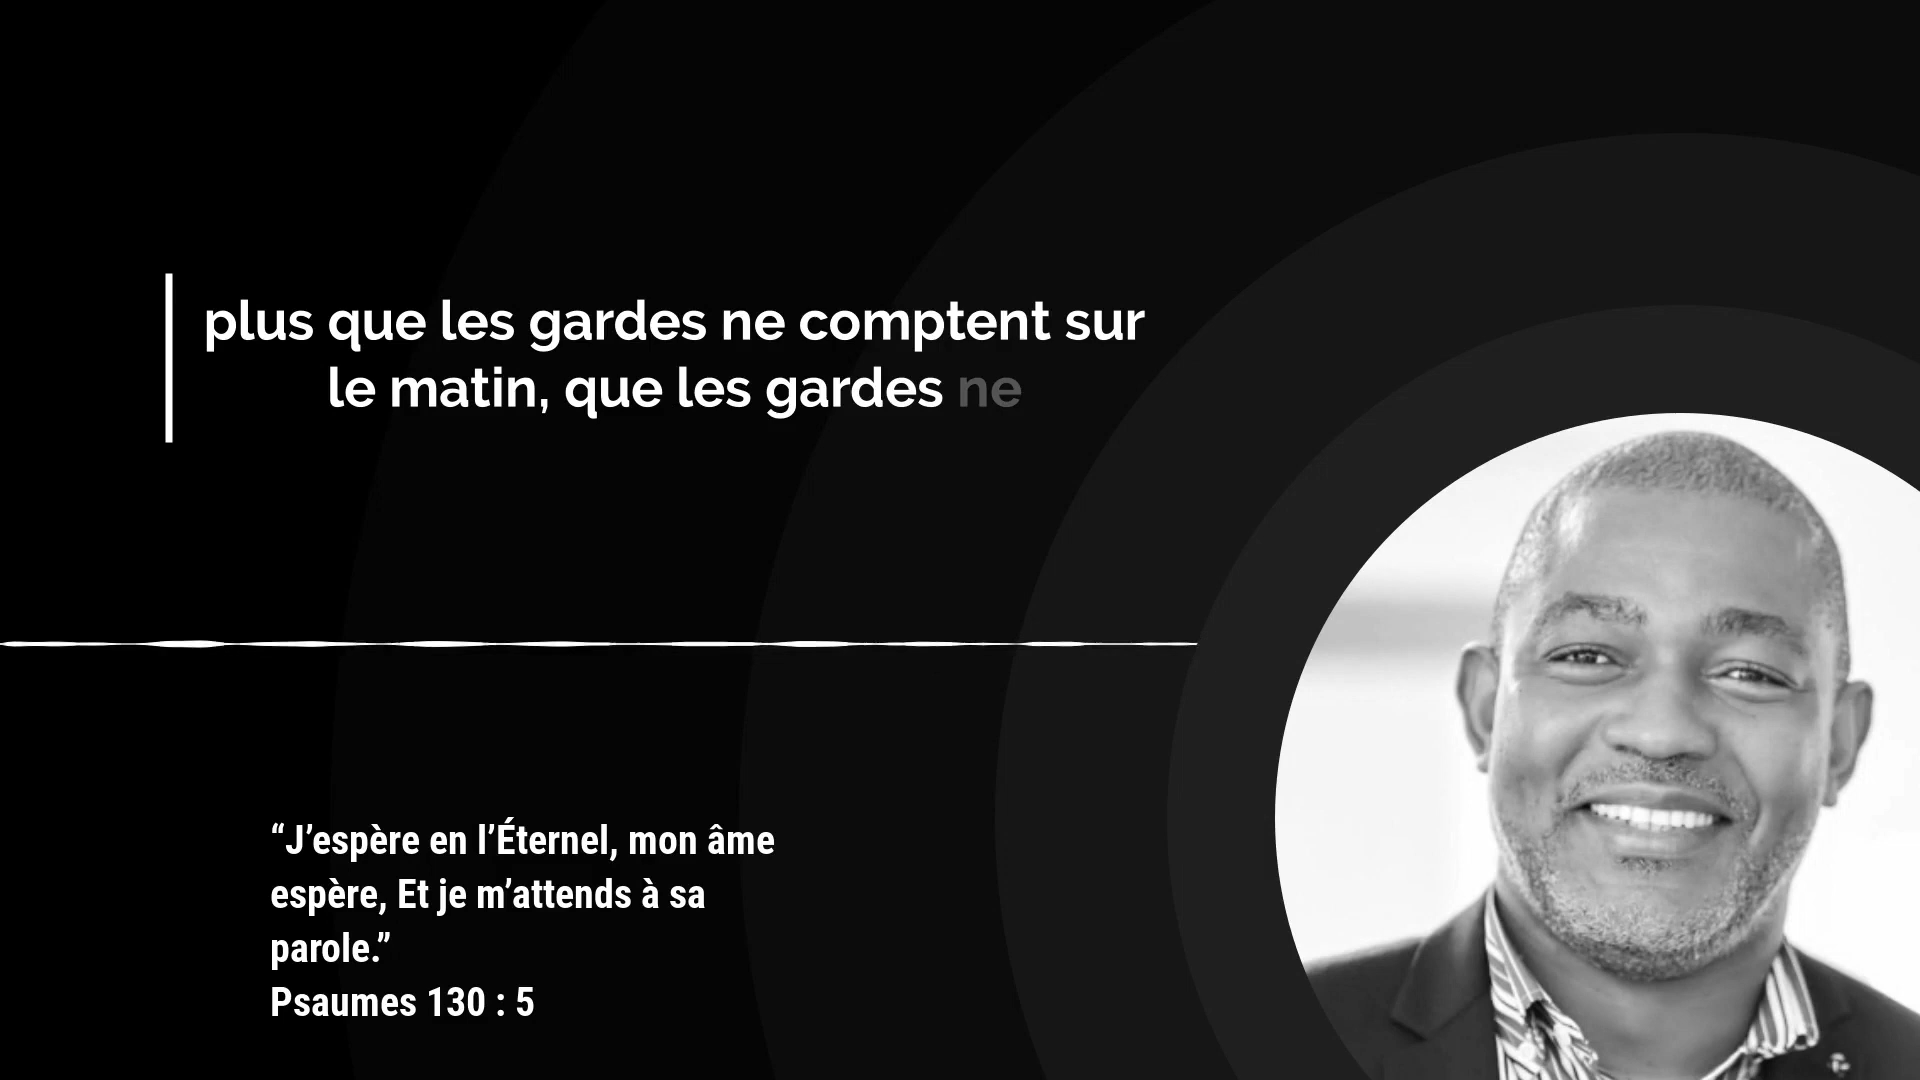 plus que les gardes ne comptent sur
le matin, que les gardes ne
“J’espère en l’Éternel, mon âme
espère, Et je m’attends à sa
parole.”
Psaumes 130 : 5